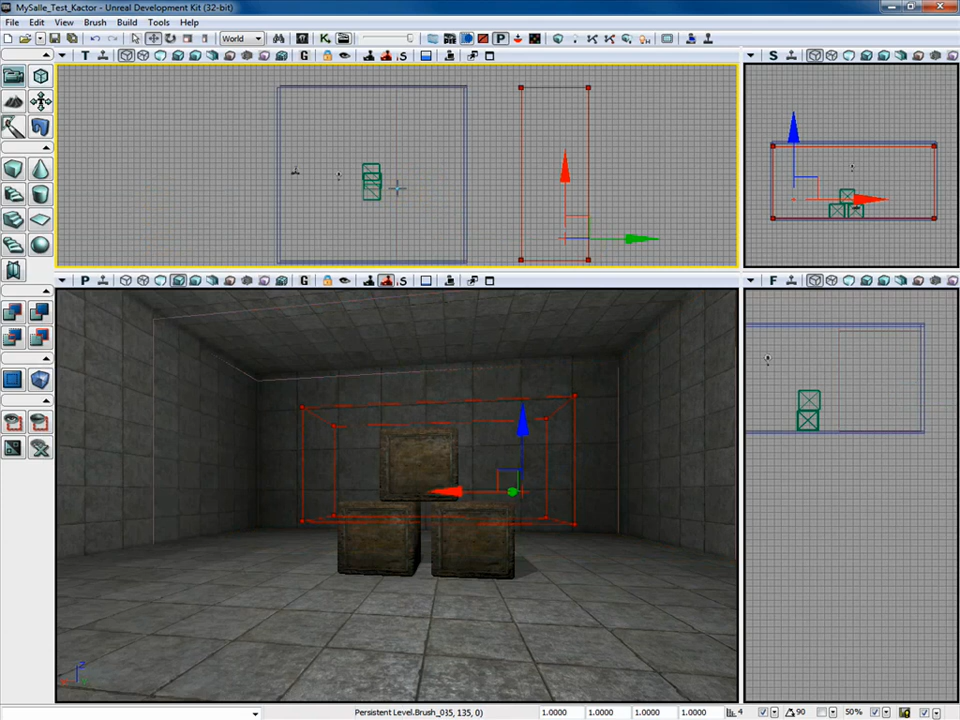 MySalle_Test_Kactor - Unreal Development Kit (32-bit)
File Edit View Brush Build Tools Help
World
T G S
S
P G S
F G
Persistent Level.Brush_035, 135, 0) 1.0000 1.0000 1.0000 1.0000 4 90 50%